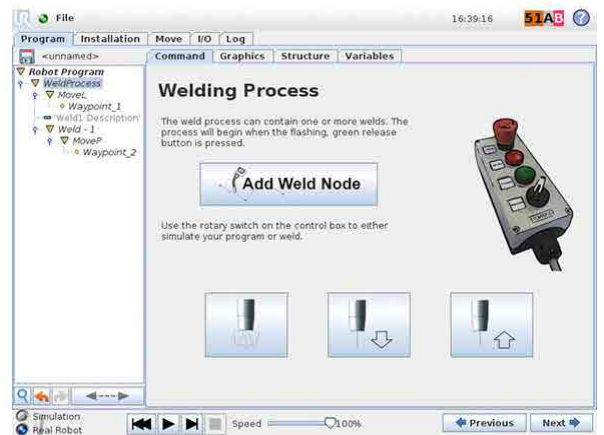 UR File 16:39:16 51AB ?
Program Installation Move I/O Log
<unnamed>
Command Graphics Structure Variables
Robot Program
WeldProcess
MoveL
Waypoint_1
'Weld1 Description'
Weld - 1
MoveP
Waypoint_2
Welding Process
The weld process can contain one or more welds. The
process will begin when the flashing, green release
button is pressed.
Add Weld Node
Use the rotary switch on the control box to either
simulate your program or weld.
Simulation
Real Robot
Speed 100%
Previous Next